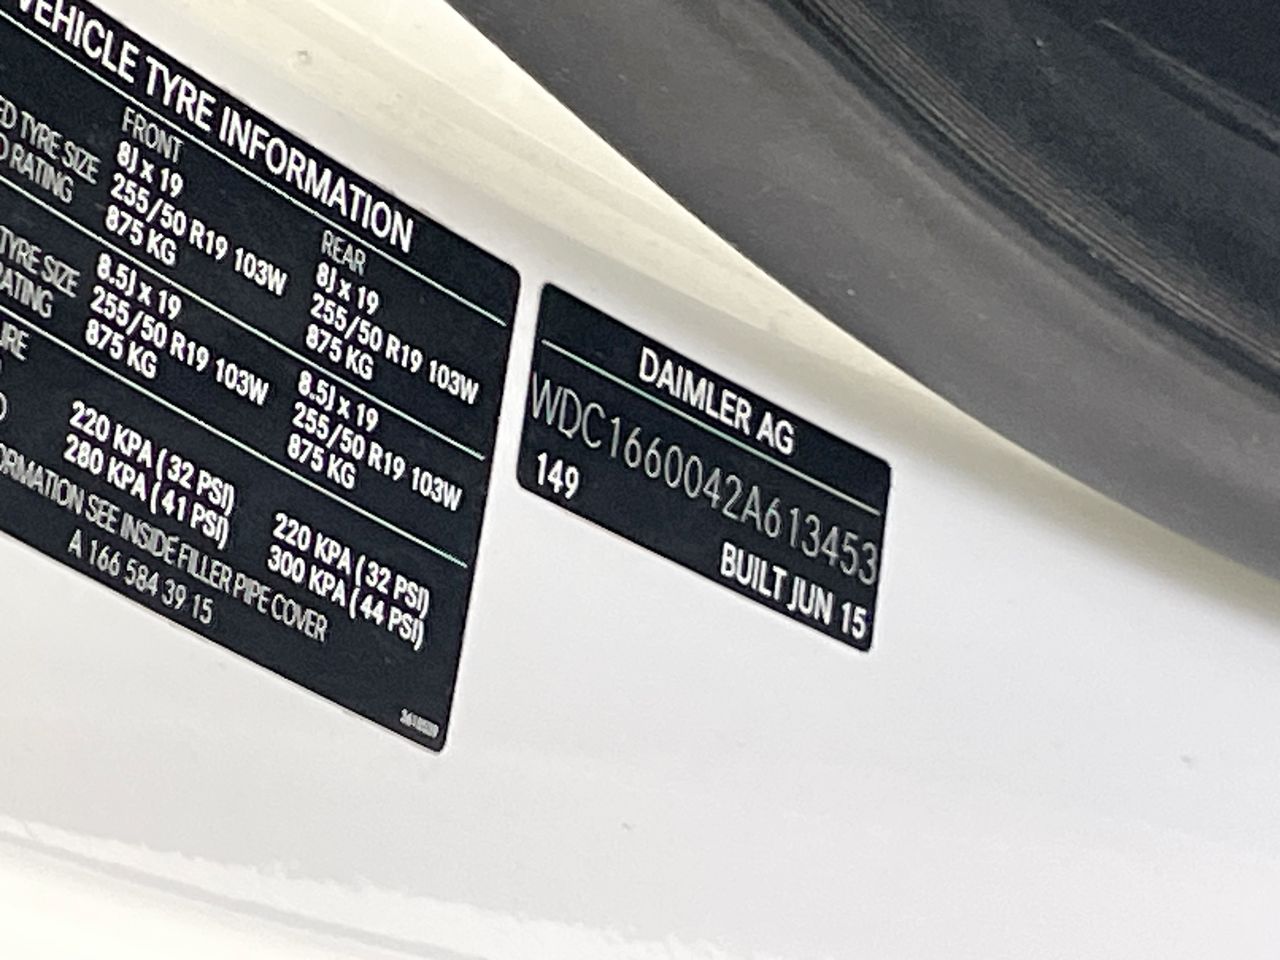 VEHICLE TYRE INFORMATION
FRONT
REAR
TYRE SIZE
RATING
8J x 19
255/50 R19 103W
875 KG
8J x 19
255/50 R19 103W
875 KG
TYRE SIZE
RATING
8.5J x 19
255/50 R19 103W
875 KG
8.5J x 19
255/50 R19 103W
875 KG
220 KPA ( 32 PSI)
280 KPA ( 41 PSI)
220 KPA ( 32 PSI)
300 KPA ( 44 PSI)
SEE INSIDE FILLER PIPE COVER
A 166 584 39 15
DAIMLER AG
WDC1660042A613453
149
BUILT JUN 15